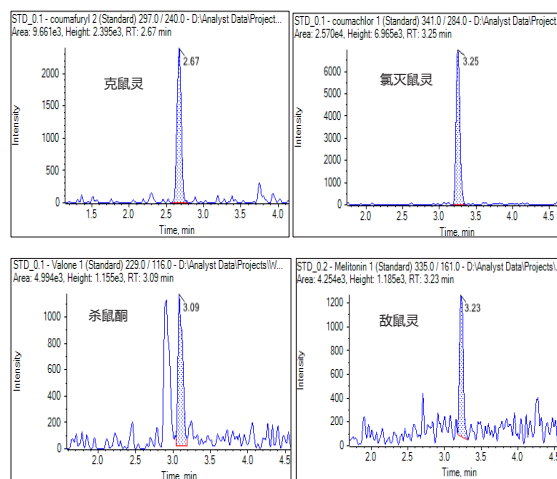 STD_0.1 - coumafuryl 2 (Standard) 297.0 / 240.0 - D:\Analyst Data\Project...
Area: 9.661e3, Height: 2.395e3, RT: 2.67 min
克鼠灵
2.67
Intensity
2000
1500
1000
500
0
1.5 2.0 2.5 3.0 3.5 4.0
Time, min
STD_0.1 - coumachlor 1 (Standard) 341.0 / 284.0 - D:\Analyst Data\Projec...
Area: 2.570e4, Height: 6.965e3, RT: 3.25 min
氯灭鼠灵
3.25
Intensity
7000
6000
5000
4000
3000
2000
1000
0
2.0 2.5 3.0 3.5 4.0 4.5
Time, min
STD_0.1 - Valone 1 (Standard) 229.0 / 116.0 - D:\Analyst Data\Projects\W...
Area: 4.994e3, Height: 1.155e3, RT: 3.09 min
杀鼠酮
3.09
Intensity
1000
800
600
400
200
0
2.0 2.5 3.0 3.5 4.0 4.5
Time, min
STD_0.2 - Melitonin 1 (Standard) 335.0 / 161.0 - D:\Analyst Data\Projects\...
Area: 4.254e3, Height: 1.185e3, RT: 3.23 min
敌鼠灵
3.23
Intensity
1200
1000
800
600
400
200
0
2.0 2.5 3.0 3.5 4.0 4.5
Time, min